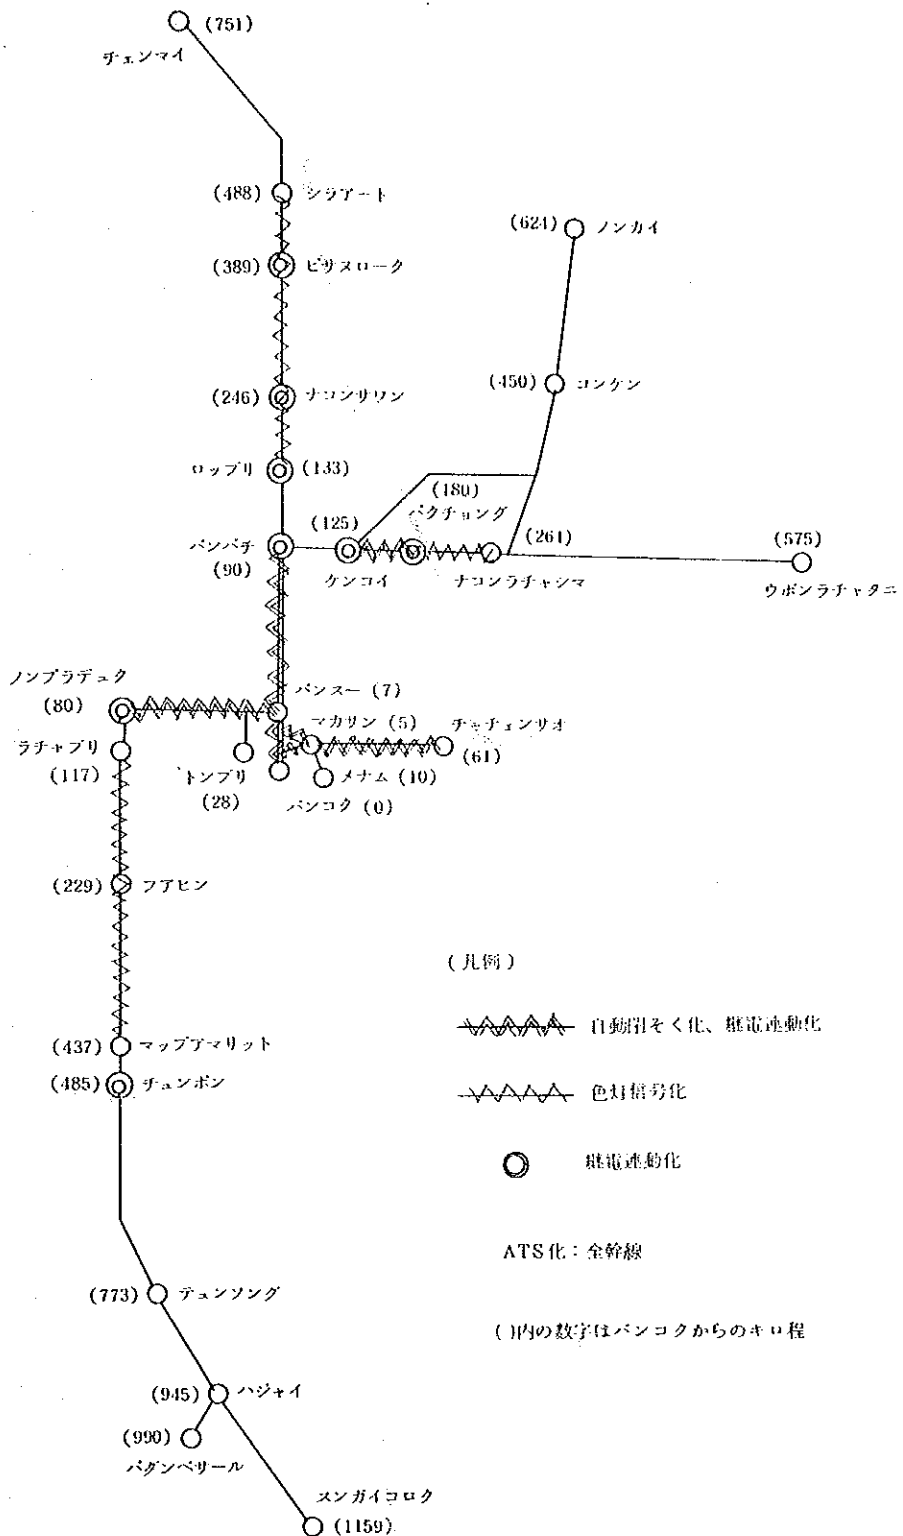 (751)
チェンマイ
(488) シラアート
(624) ノンカイ
(389) ピサヌローク
(450) コンケン
(246) ナコンサワン
ロップリ (133)
(180)
パクチョング
(125)
(261)
(575)
バンパチ
(90)
ケンコイ
ナコンラチャシマ
ウボンラチャタニ
ノンプラデュク
(80)
バンスー (7)
マカサン (5)
チャチェンサオ
(61)
ラチャブリ
(117)
トンブリ
(28)
メナム (10)
バンコク (0)
(229) フアヒン
(凡例)
自動閉そく化、継電連動化
(437) マップアマリット
(485) チュンポン
色灯信号化
継電連動化
ATS化:全幹線
(773) テュンソング
( )内の数字はバンコクからのキロ程
(945) ハジャイ
(990)
パダンベサール
スンガイコロク
(1159)